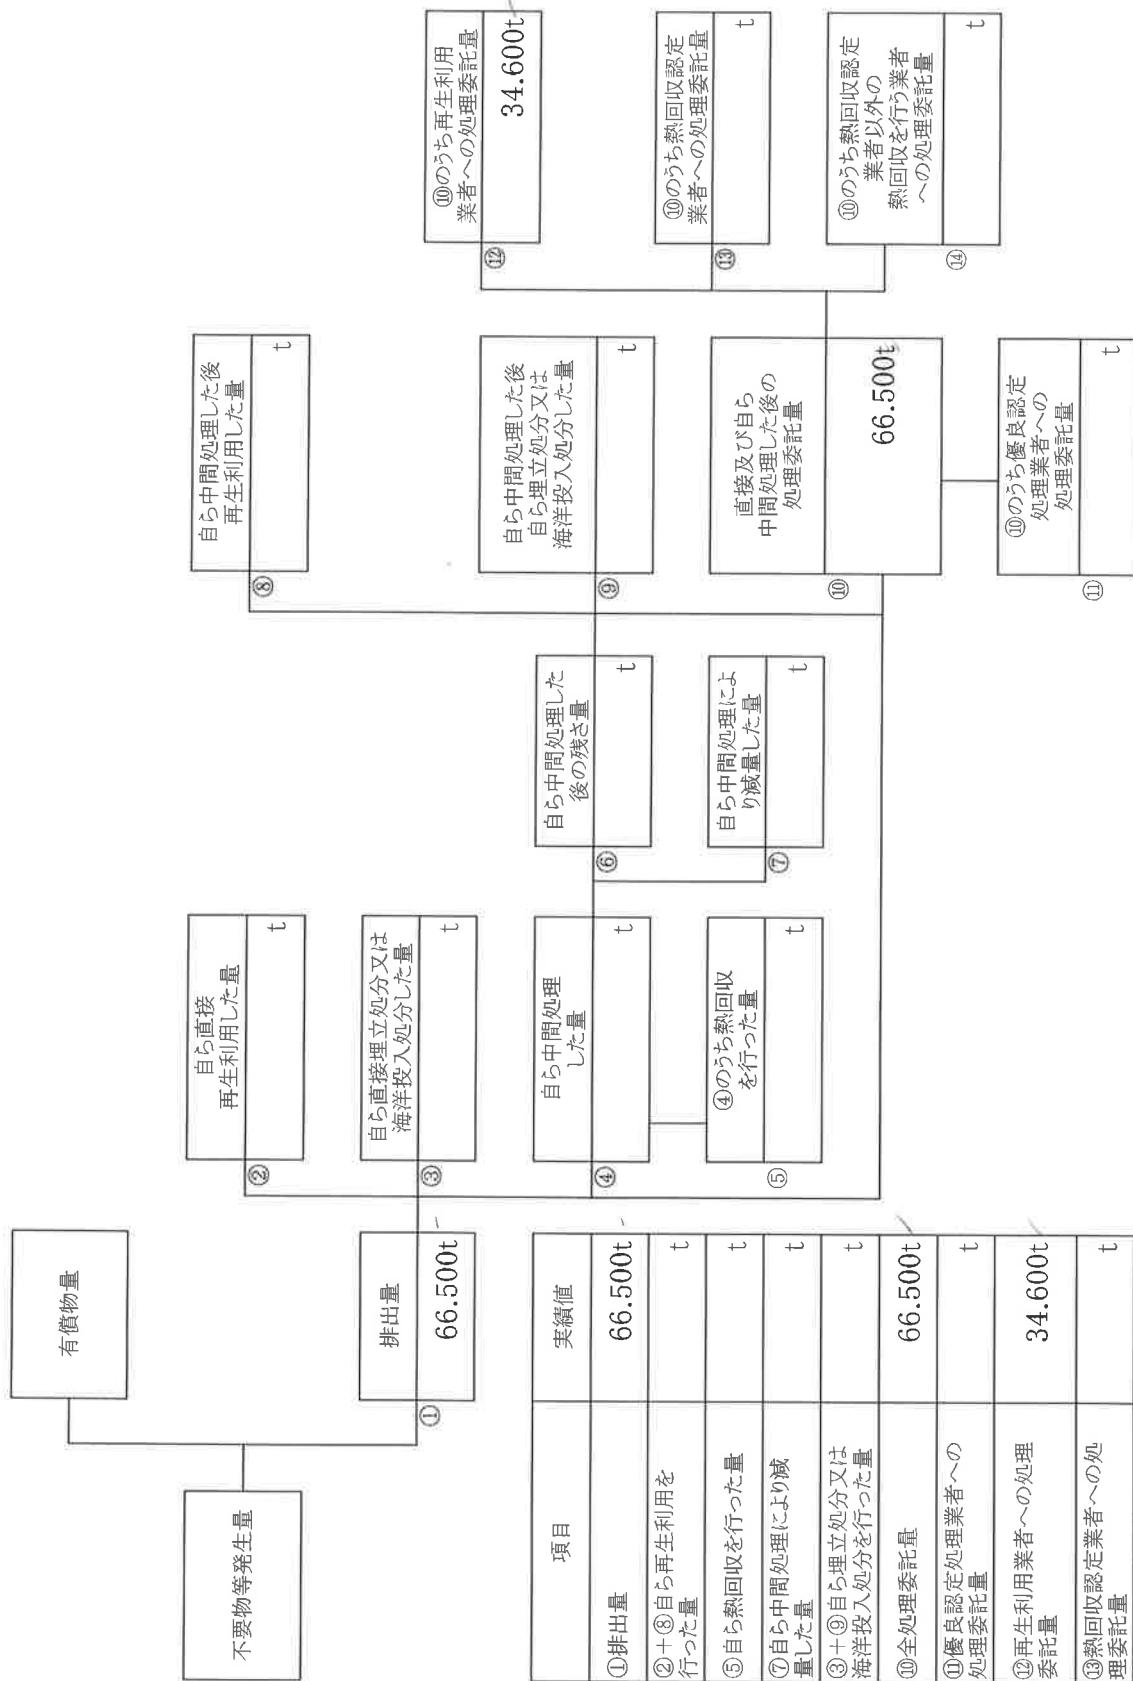 不要物等発生量
有償物量
排出量
①
66.500t
自ら直接
再生利用した量
②
t
自ら直接埋立処分又は
海洋投入処分した量
③
t
自ら中間処理
した量
④
t
④のうち熱回収
を行った量
⑤
t
自ら中間処理した
後の残さ量
⑥
t
自ら中間処理によ
り減量した量
⑦
t
自ら中間処理した後
再生利用した量
⑧
t
自ら中間処理した後
自ら埋立処分又は
海洋投入処分した量
⑨
t
直接及び自ら
中間処理した後の
処理委託量
⑩
66.500t
⑩のうち優良認定
処理業者への
処理委託量
⑪
t
⑩のうち再生利用
業者への処理委託量
⑫
34.600t
⑩のうち熱回収認定
業者への処理委託量
⑬
t
⑩のうち熱回収認定
業者以外の
熱回収を行う業者
への処理委託量
⑭
t
項目
実績値
①排出量
66.500t
②+⑧自ら再生利用を
行った量
t
⑤自ら熱回収を行った量
t
⑦自ら中間処理により減
量した量
t
③+⑨自ら埋立処分又は
海洋投入処分を行った量
t
⑩全処理委託量
66.500t
⑪優良認定処理業者への
処理委託量
t
⑫再生利用業者への処理
委託量
34.600t
⑬熱回収認定業者への処
理委託量
t